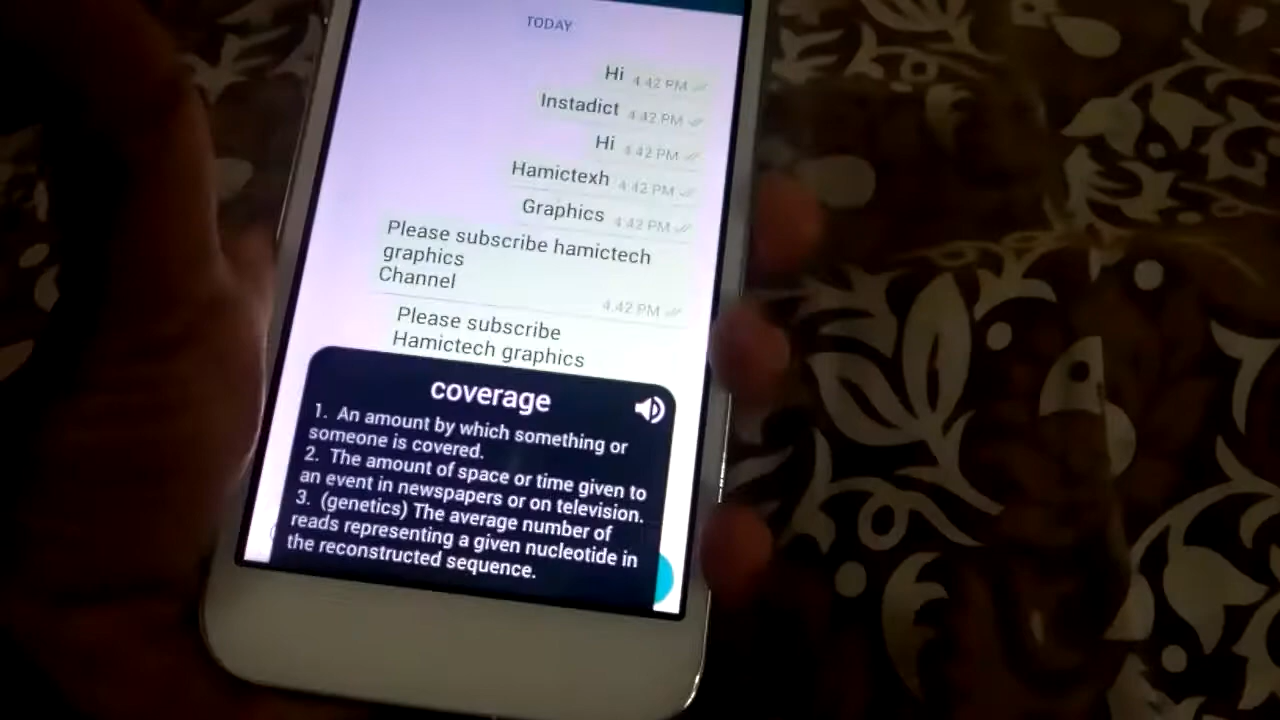 TODAY
Hi 4:42 PM
Instadict 4:42 PM
Hi 4:42 PM
Hamictexh 4:42 PM
Graphics 4:42 PM
Please subscribe hamictech
graphics
Channel
4:42 PM
Please subscribe
Hamictech graphics
coverage
1. An amount by which something or
someone is covered.
2. The amount of space or time given to
an event in newspapers or on television.
3. (genetics) The average number of
reads representing a given nucleotide in
the reconstructed sequence.